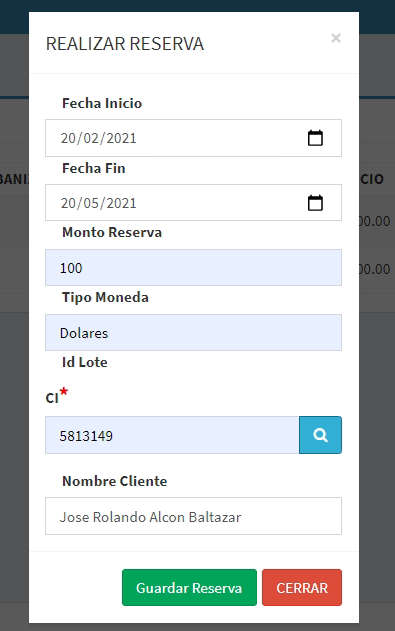 REALIZAR RESERVA ×
Fecha Inicio
20/02/2021
Fecha Fin
20/05/2021
Monto Reserva
100
Tipo Moneda
Dolares
Id Lote
CI*
5813149
Nombre Cliente
Jose Rolando Alcon Baltazar
Guardar Reserva CERRAR
BANI
CIO
00.00
00.00